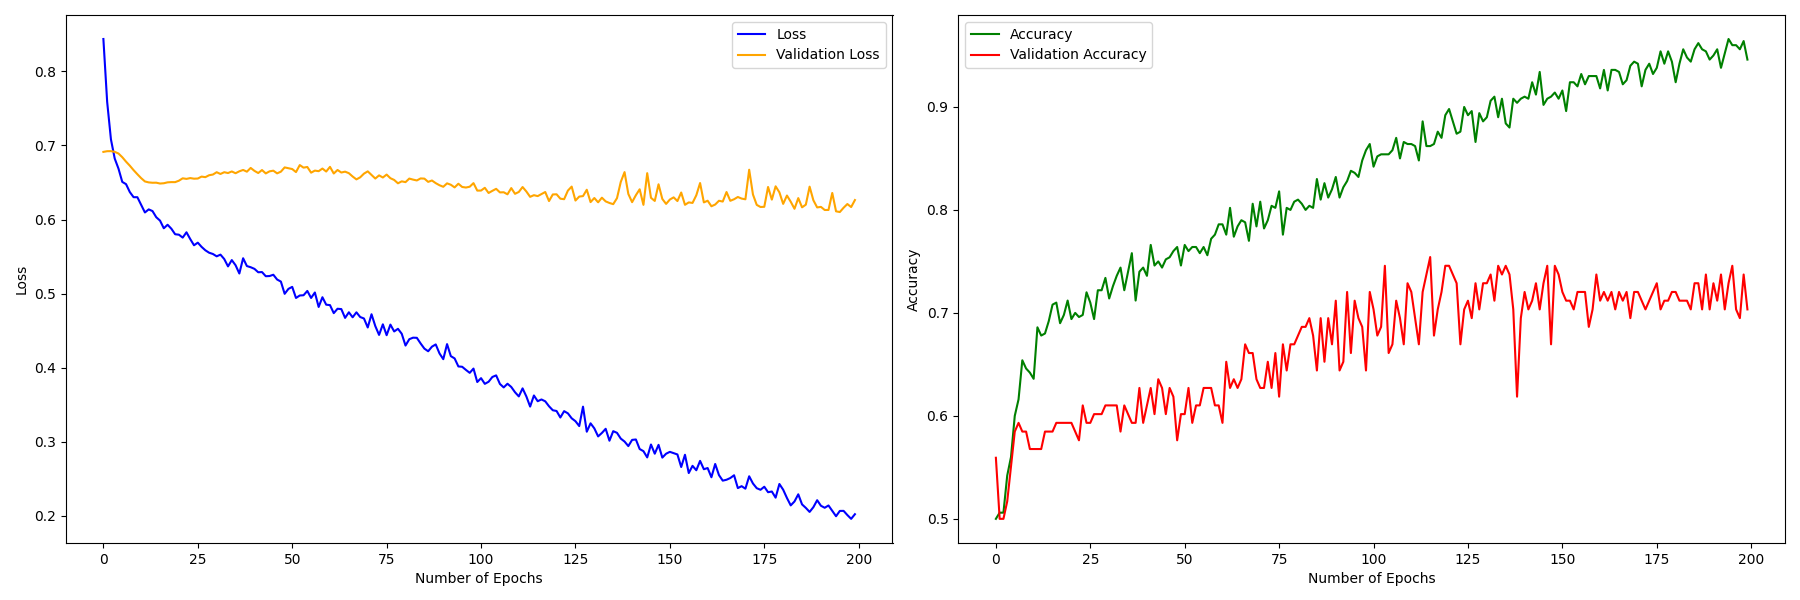 Loss
Validation Loss
0.8
0.7
0.6
0.5
0.4
0.3
0.2
Loss
0 25 50 75 100 125 150 175 200
Number of Epochs
Accuracy
Validation Accuracy
0.9
0.8
0.7
0.6
0.5
Accuracy
0 25 50 75 100 125 150 175 200
Number of Epochs